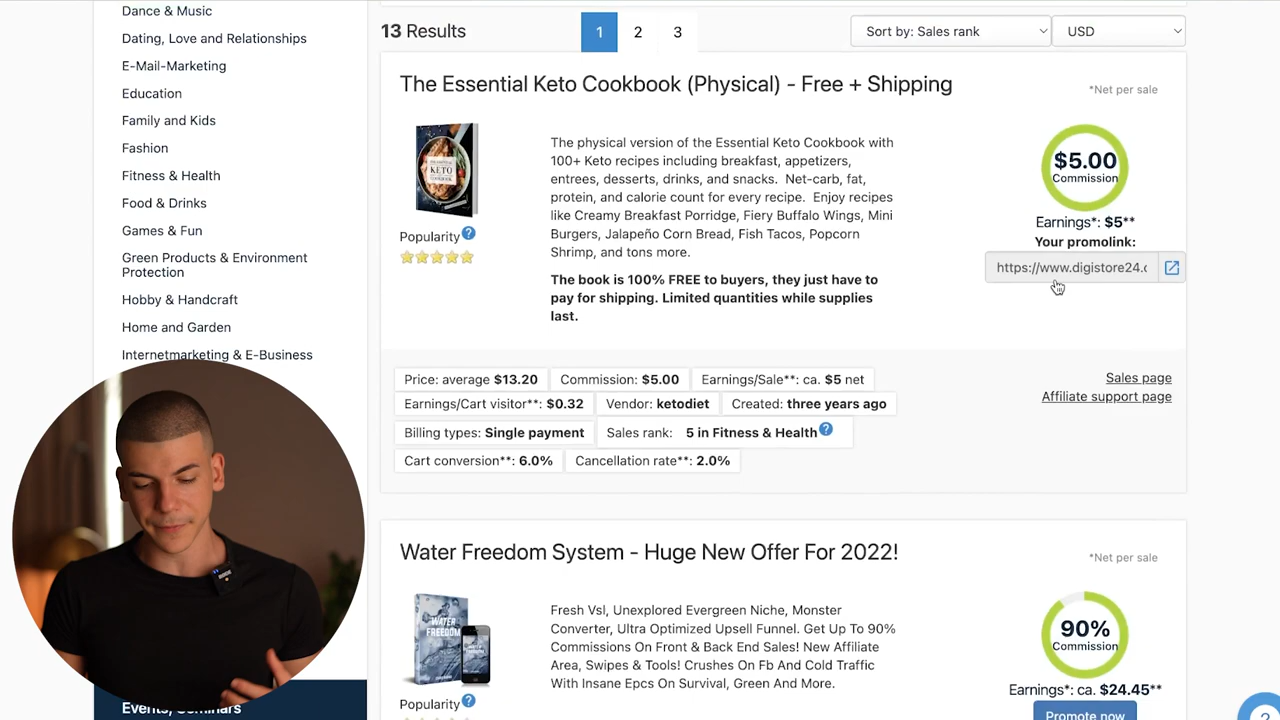 Dance & Music
Dating, Love and Relationships
E-Mail-Marketing
Education
Family and Kids
Fashion
Fitness & Health
Food & Drinks
Games & Fun
Green Products & Environment
Protection
Hobby & Handcraft
Home and Garden
Internetmarketing & E-Business
Events, Seminars
13 Results
1
2
3
Sort by: Sales rank
USD
The Essential Keto Cookbook (Physical) - Free + Shipping
*Net per sale
THE ESSENTIAL
KETO
COOKBOOK
Popularity ?
The physical version of the Essential Keto Cookbook with
100+ Keto recipes including breakfast, appetizers,
entrees, desserts, drinks, and snacks. Net-carb, fat,
protein, and calorie count for every recipe. Enjoy recipes
like Creamy Breakfast Porridge, Fiery Buffalo Wings, Mini
Burgers, Jalapeño Corn Bread, Fish Tacos, Popcorn
Shrimp, and tons more.
The book is 100% FREE to buyers, they just have to
pay for shipping. Limited quantities while supplies
last.
$5.00
Commission
Earnings*: $5**
Your promolink:
https://www.digistore24.c
Price: average $13.20
Commission: $5.00
Earnings/Sale**: ca. $5 net
Earnings/Cart visitor**: $0.32
Vendor: ketodiet
Created: three years ago
Billing types: Single payment
Sales rank: 5 in Fitness & Health ?
Cart conversion**: 6.0%
Cancellation rate**: 2.0%
Sales page
Affiliate support page
Water Freedom System - Huge New Offer For 2022!
*Net per sale
WATER
FREEDOM
Popularity ?
Fresh Vsl, Unexplored Evergreen Niche, Monster
Converter, Ultra Optimized Upsell Funnel. Get Up To 90%
Commissions On Front & Back End Sales! New Affiliate
Area, Swipes & Tools! Crushes On Fb And Cold Traffic
With Insane Epcs On Survival, Green And More.
90%
Commission
Earnings*: ca. $24.45**
Promote now
?